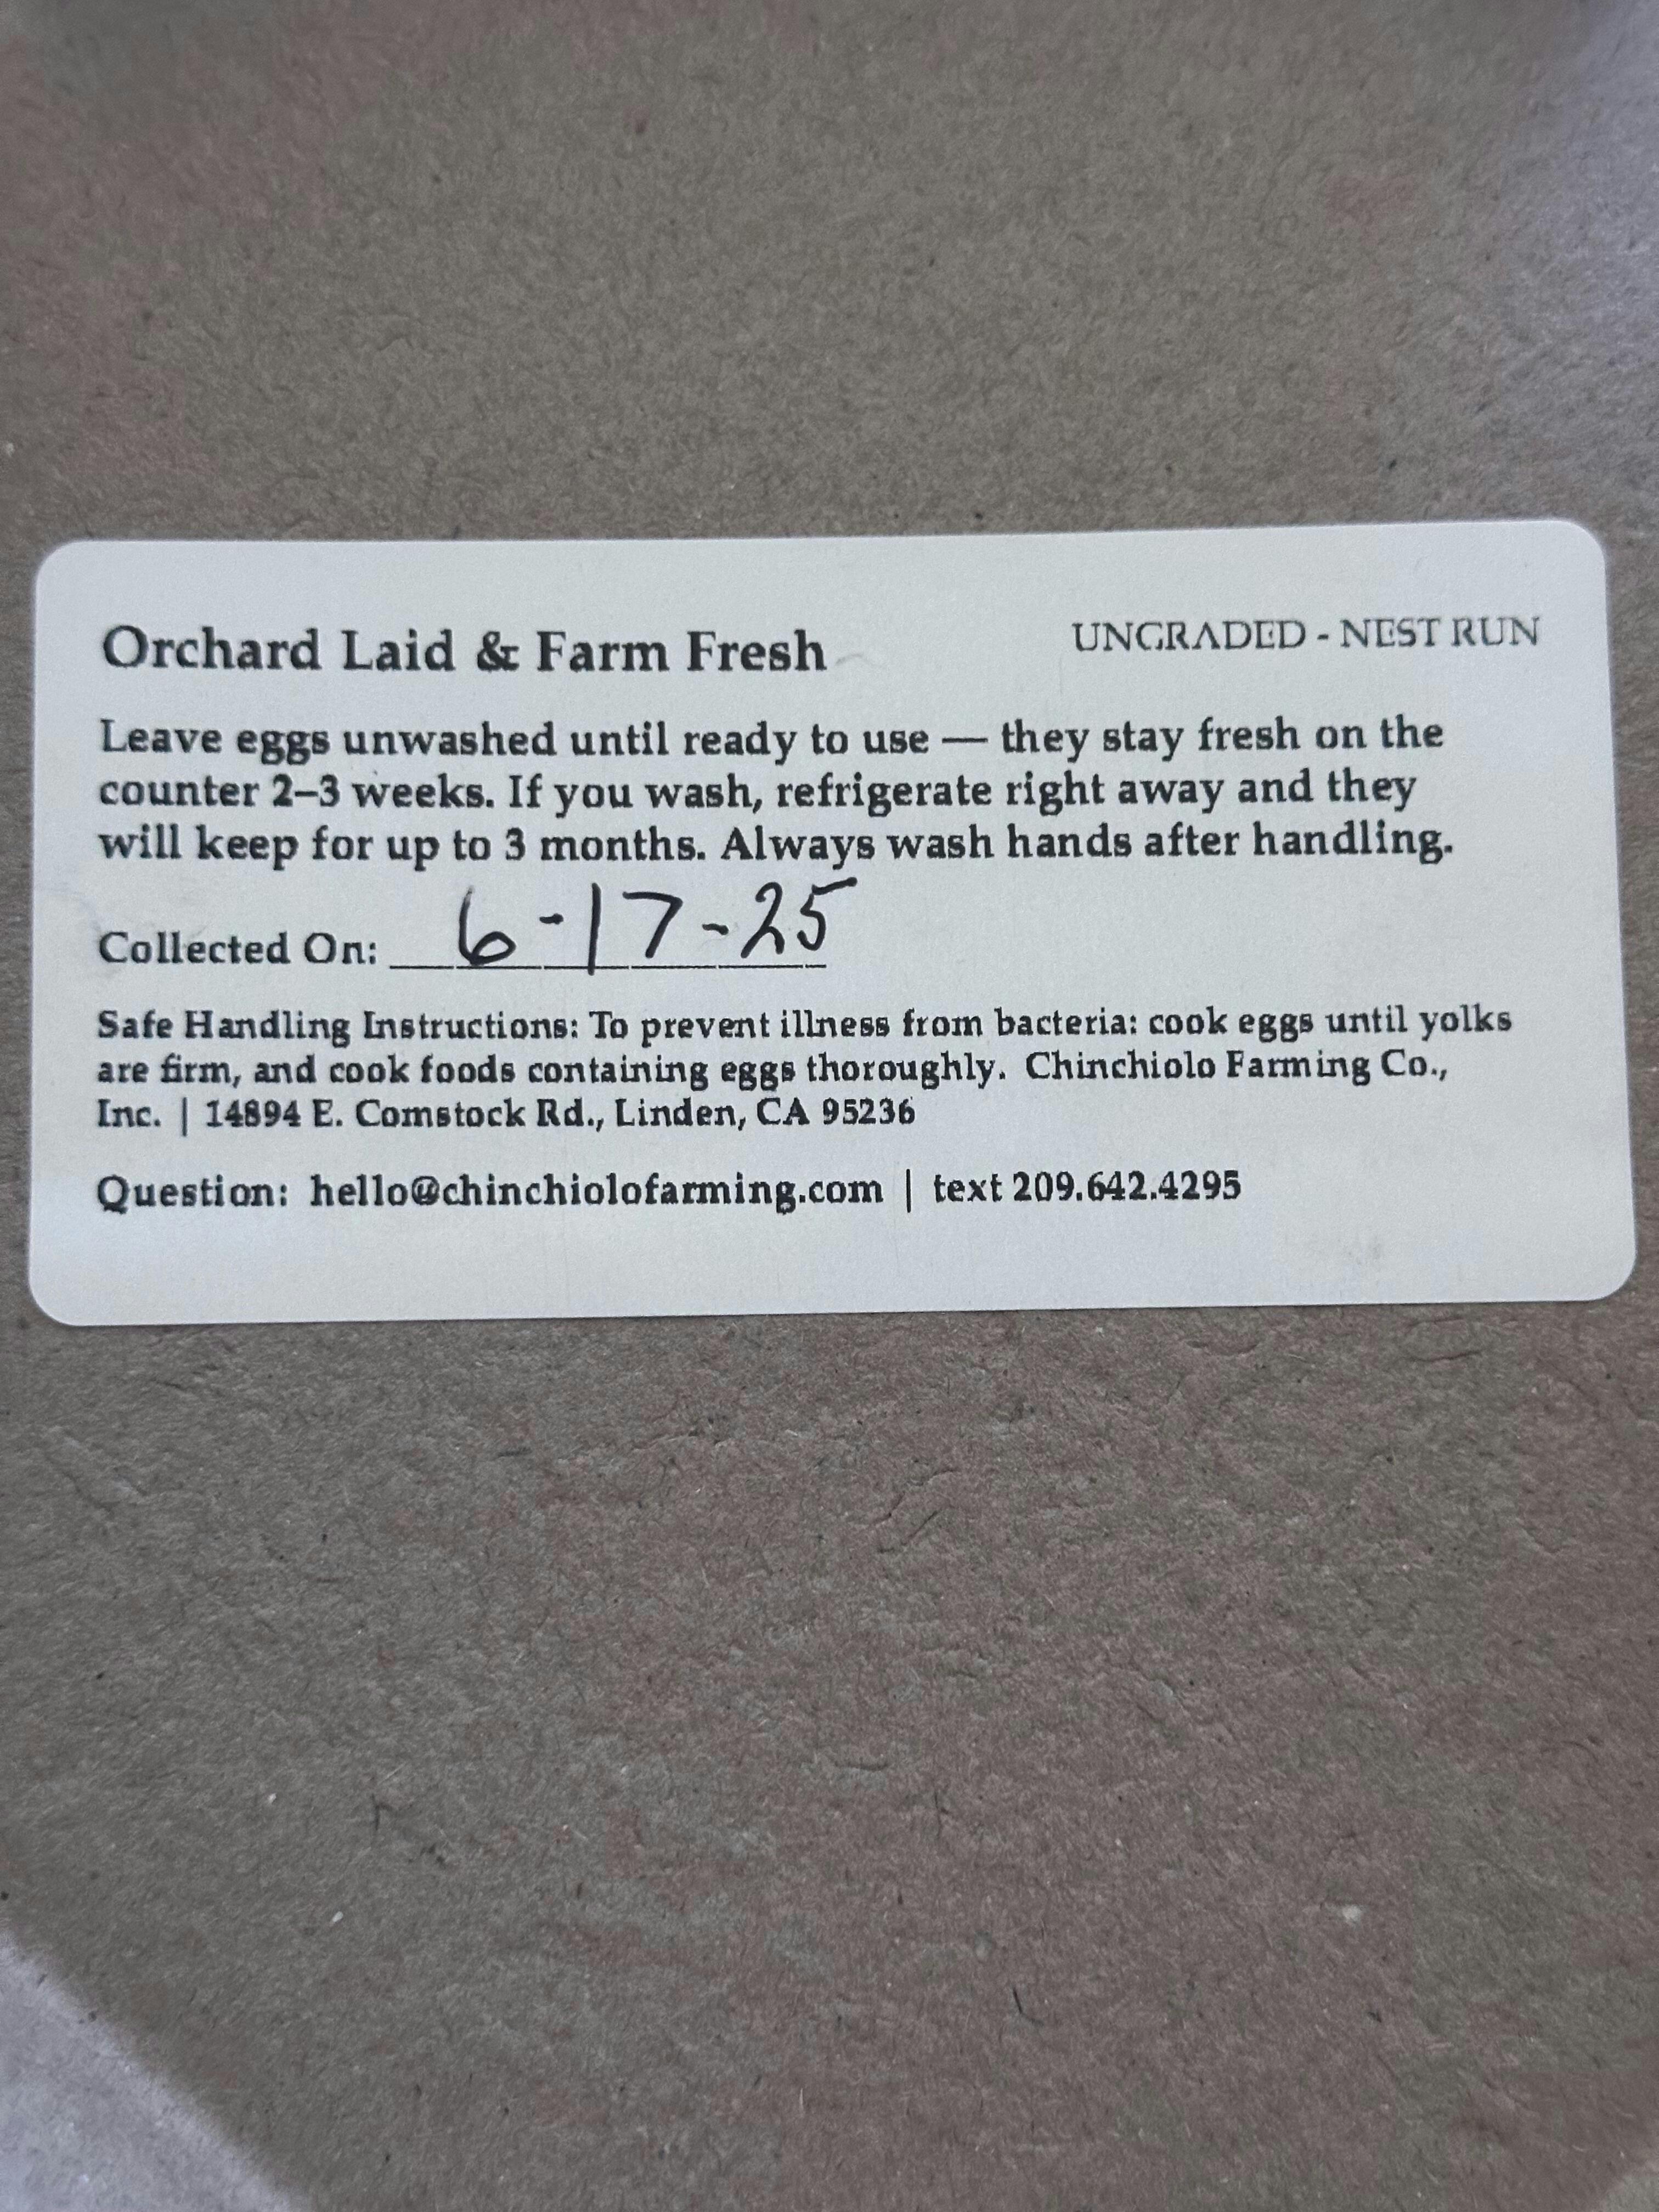 Orchard Laid & Farm Fresh
UNGRADED - NEST RUN
Leave eggs unwashed until ready to use — they stay fresh on the
counter 2–3 weeks. If you wash, refrigerate right away and they
will keep for up to 3 months. Always wash hands after handling.
Collected On: 6-17-25
Safe Handling Instructions: To prevent illness from bacteria: cook eggs until yolks
are firm, and cook foods containing eggs thoroughly. Chinchiolo Farming Co.,
Inc. | 14894 E. Comstock Rd., Linden, CA 95236
Question: hello@chinchiolofarming.com | text 209.642.4295